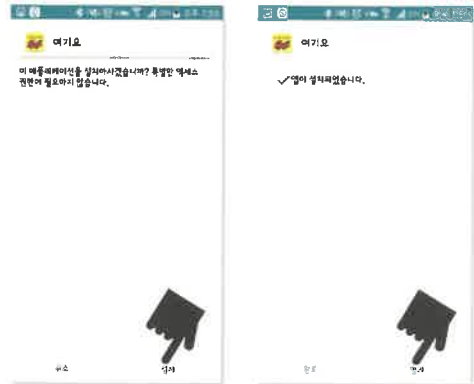 여기요
이 애플리케이션을 설치하시겠습니까? 특별한 액세스
권한이 필요하지 않습니다.
취소
설치
여기요
앱이 설치되었습니다.
완료
열기